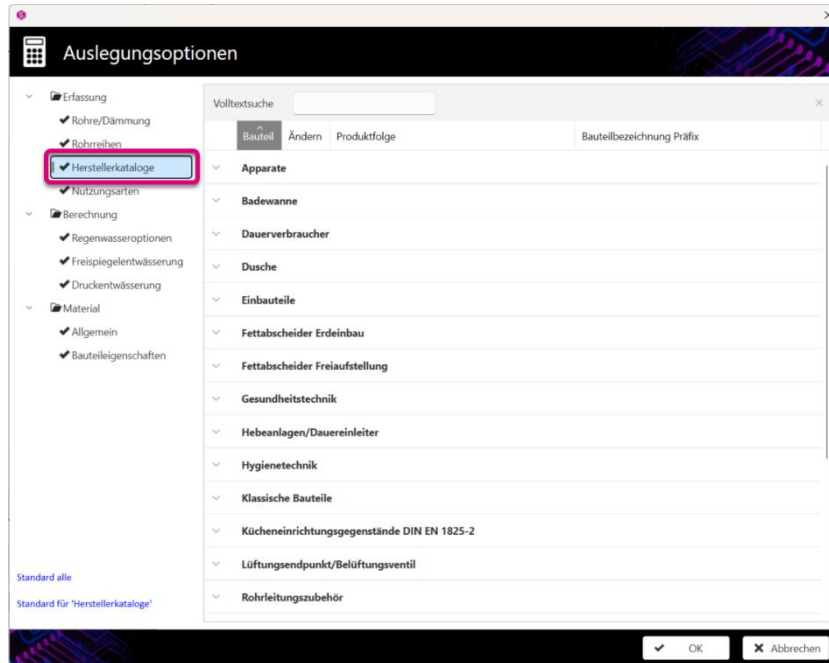 Auslegungsoptionen
Erfassung
Rohre/Dämmung
Rohrreihen
Herstellerkataloge
Nutzungsarten
Berechnung
Regenwasseroptionen
Freispiegelentwässerung
Druckentwässerung
Material
Allgemein
Bauteileigenschaften
Standard alle
Standard für 'Herstellerkataloge'
Volltextsuche
Bauteil Ändern Produktfolge Bauteilbezeichnung Präfix
Apparate
Badewanne
Dauerverbraucher
Dusche
Einbauteile
Fettabscheider Erdeinbau
Fettabscheider Freiaufstellung
Gesundheitstechnik
Hebeanlagen/Dauereinleiter
Hygienetechnik
Klassische Bauteile
Kücheneinrichtungsgegenstände DIN EN 1825-2
Lüftungsendpunkt/Belüftungsventil
Rohrleitungszubehör
OK Abbrechen